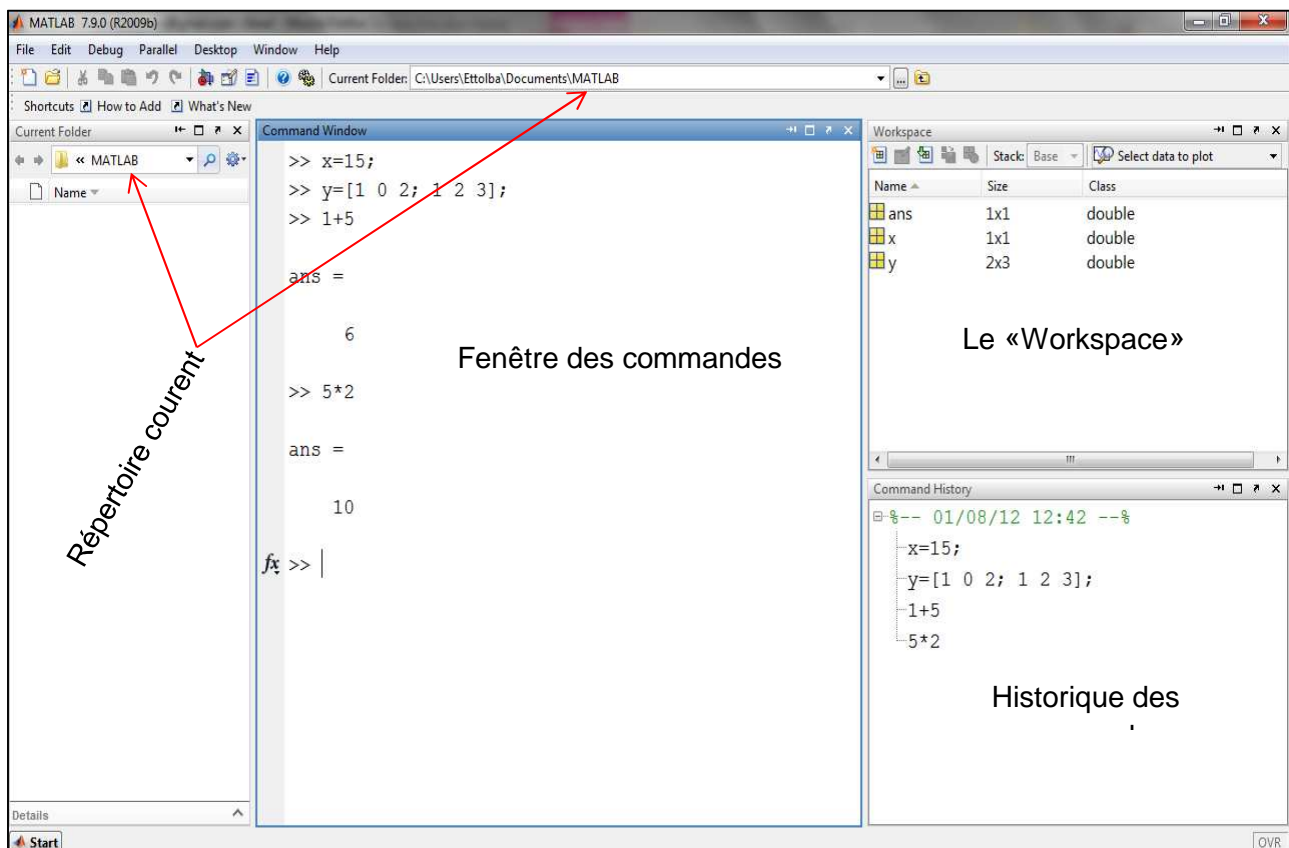 MATLAB 7.9.0 (R2009b)
File Edit Debug Parallel Desktop Window Help
Current Folder: C:\Users\Ettolba\Documents\MATLAB
Shortcuts How to Add What's New
Current Folder
« MATLAB
Name
Répertoire courent
Details
Start
Command Window
>> x=15;
>> y=[1 0 2; 1 2 3];
>> 1+5
ans =
6
>> 5*2
ans =
10
fx >>
Fenêtre des commandes
Workspace
Stack: Base Select data to plot
Name Size Class
ans 1x1 double
x 1x1 double
y 2x3 double
Le «Workspace»
Command History
%-- 01/08/12 12:42 --%
x=15;
y=[1 0 2; 1 2 3];
1+5
5*2
Historique des
OVR